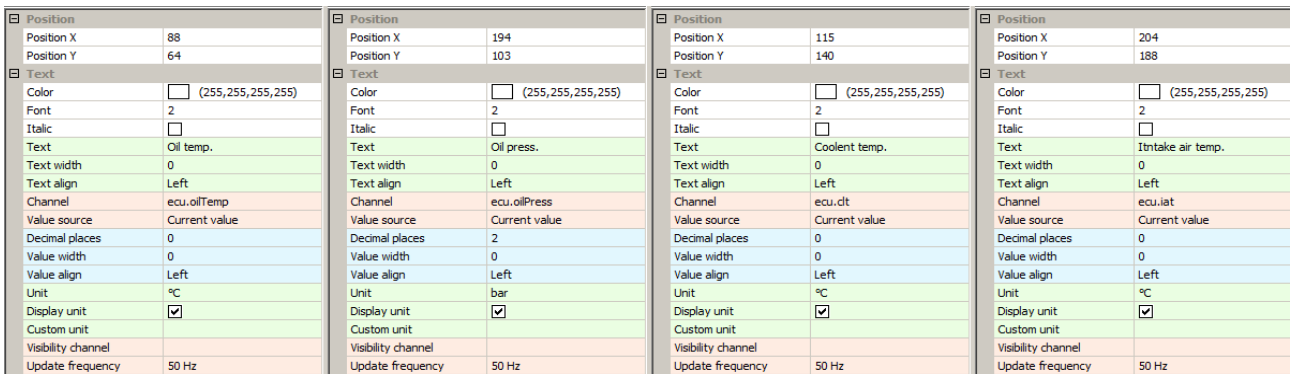 Position
Position X 88
Position Y 64
Text
Color (255,255,255,255)
Font 2
Italic
Text Oil temp.
Text width 0
Text align Left
Channel ecu.oilTemp
Value source Current value
Decimal places 0
Value width 0
Value align Left
Unit °C
Display unit
Custom unit
Visibility channel
Update frequency 50 Hz
Position
Position X 194
Position Y 103
Text
Color (255,255,255,255)
Font 2
Italic
Text Oil press.
Text width 0
Text align Left
Channel ecu.oilPress
Value source Current value
Decimal places 2
Value width 0
Value align Left
Unit bar
Display unit
Custom unit
Visibility channel
Update frequency 50 Hz
Position
Position X 115
Position Y 140
Text
Color (255,255,255,255)
Font 2
Italic
Text Coolent temp.
Text width 0
Text align Left
Channel ecu.clt
Value source Current value
Decimal places 0
Value width 0
Value align Left
Unit °C
Display unit
Custom unit
Visibility channel
Update frequency 50 Hz
Position
Position X 204
Position Y 188
Text
Color (255,255,255,255)
Font 2
Italic
Text Itntake air temp.
Text width 0
Text align Left
Channel ecu.iat
Value source Current value
Decimal places 0
Value width 0
Value align Left
Unit °C
Display unit
Custom unit
Visibility channel
Update frequency 50 Hz